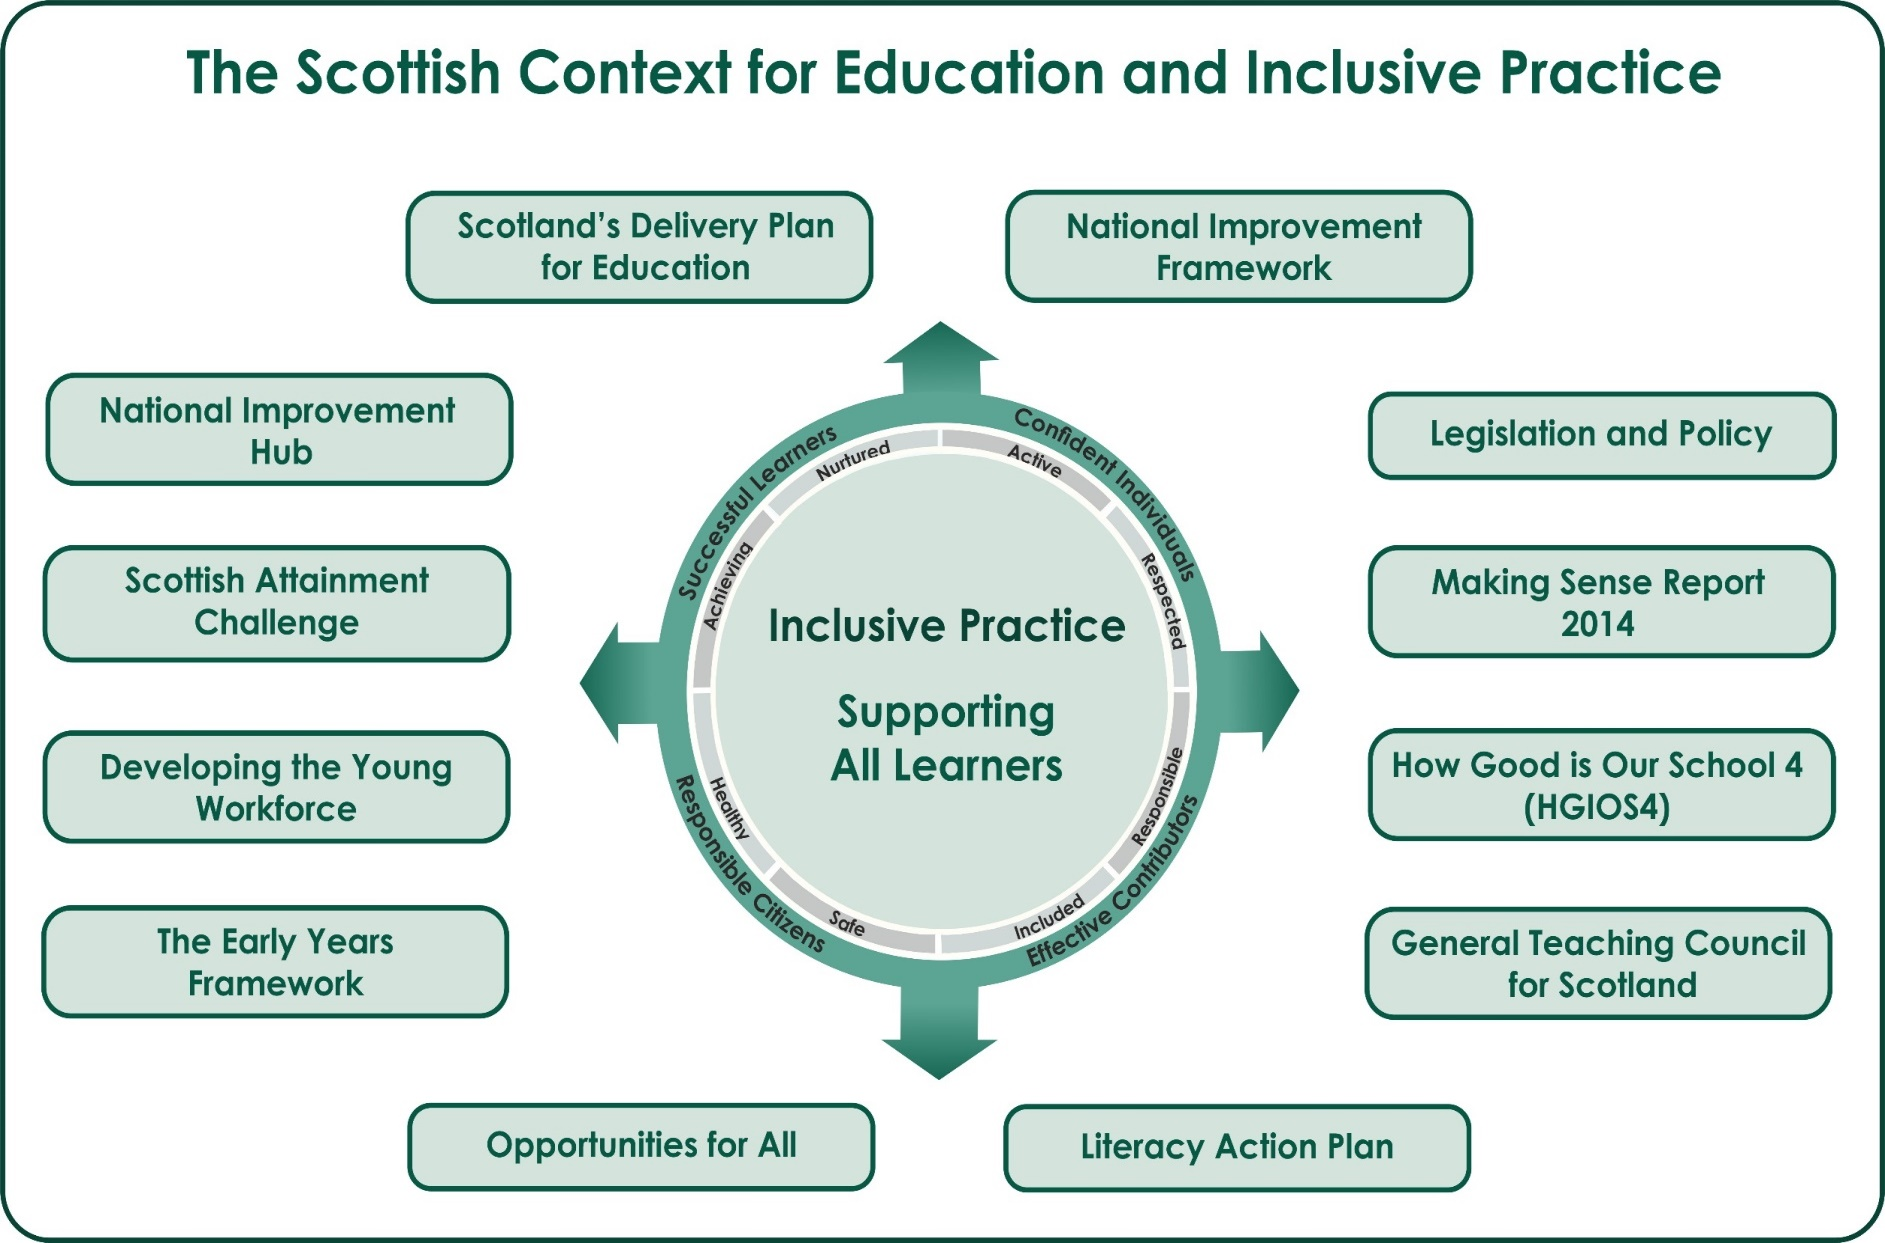 The Scottish Context for Education and Inclusive Practice
Scotland’s Delivery Plan
for Education
National Improvement
Framework
National Improvement
Hub
Legislation and Policy
Scottish Attainment
Challenge
Making Sense Report
2014
Developing the Young
Workforce
How Good is Our School 4
(HGIOS4)
The Early Years
Framework
General Teaching Council
for Scotland
Opportunities for All
Literacy Action Plan
Successful Learners
Confident Individuals
Effective Contributors
Responsible Citizens
Nurtured
Active
Respected
Responsible
Included
Safe
Healthy
Achieving
Inclusive Practice
Supporting
All Learners